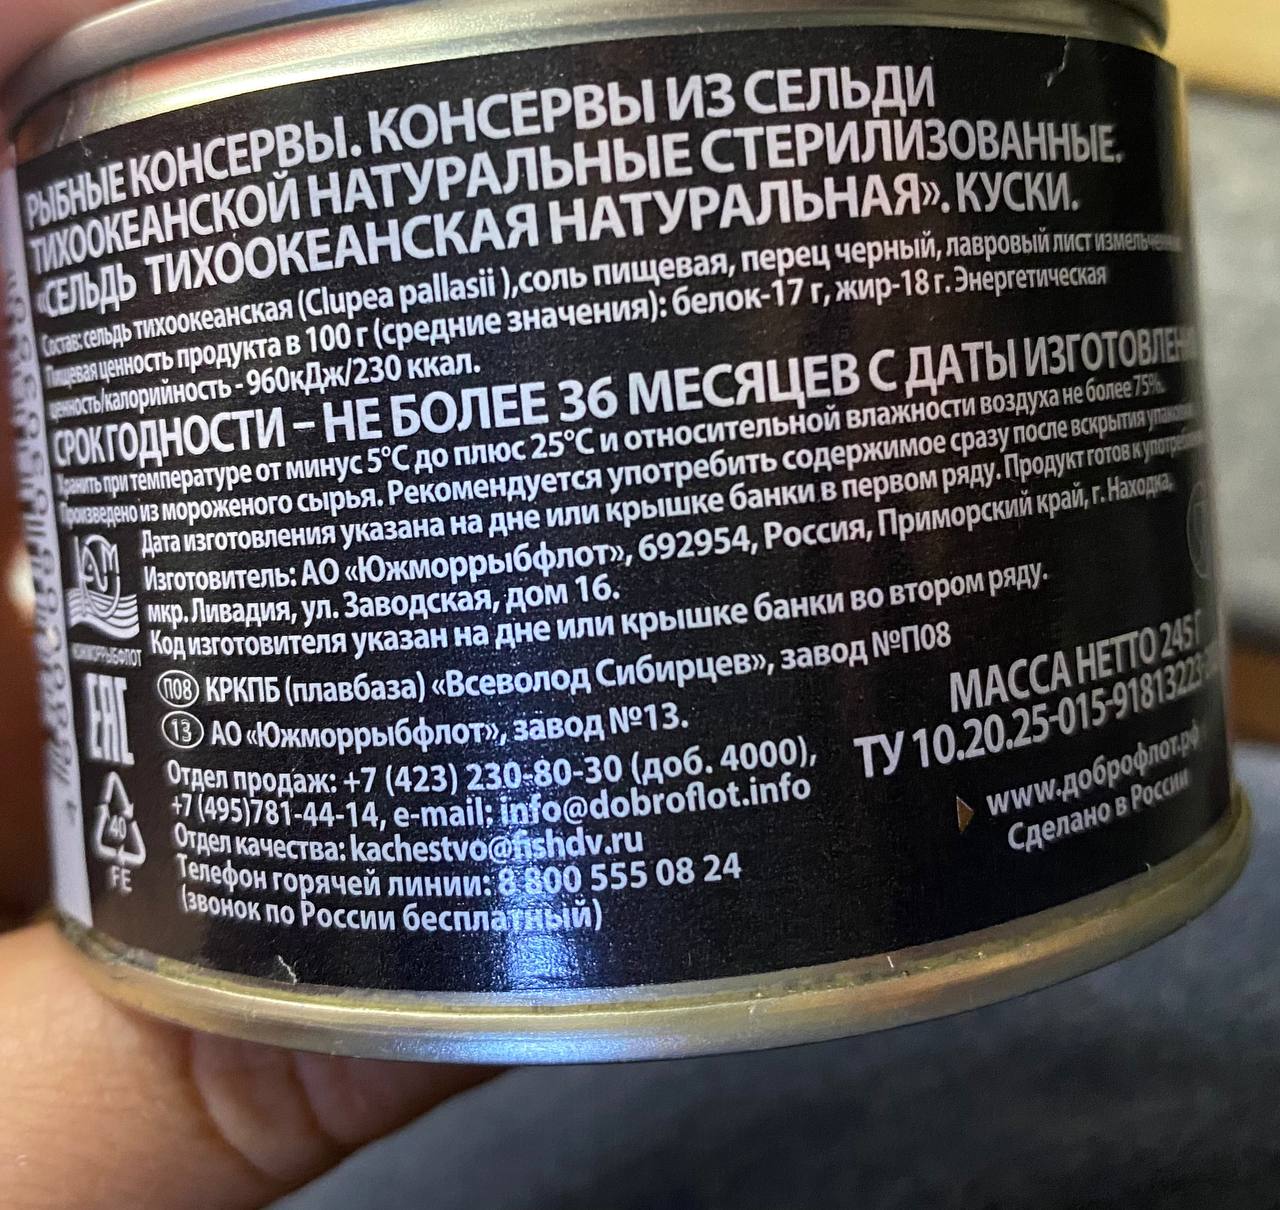 РЫБНЫЕ КОНСЕРВЫ. КОНСЕРВЫ ИЗ СЕЛЬДИ
ТИХООКЕАНСКОЙ НАТУРАЛЬНЫЕ СТЕРИЛИЗОВАННЫЕ.
«СЕЛЬДЬ ТИХООКЕАНСКАЯ НАТУРАЛЬНАЯ». КУСКИ.
Состав: сельдь тихоокеанская (Clupea pallasii ),соль пищевая, перец черный, лавровый лист
Пищевая ценность продукта в 100 г (средние значения): белок-17 г, жир-18 г. Энергетическая
ценность/калорийность - 960кДж/230 ккал.
СРОК ГОДНОСТИ – НЕ БОЛЕЕ 36 МЕСЯЦЕВ С ДАТЫ
Хранить при температуре от минус 5°С до плюс 25°С и относительной влажности воздуха не более 75%.
Произведено из мороженого сырья. Рекомендуется употребить содержимое сразу после вскрытия
Дата изготовления указана на дне или крышке банки в первом ряду. Продукт готов к
Изготовитель: АО «Южморрыбфлот», 692954, Россия, Приморский край, г. Находка,
мкр. Ливадия, ул. Заводская, дом 16.
Код изготовителя указан на дне или крышке банки во втором ряду.
ЮЖМОРРЫБФЛОТ
П08 КРКПБ (плавбаза) «Всеволод Сибирцев», завод №П08
13 АО «Южморрыбфлот», завод №13.
МАССА НЕТТО 245 Г
ТУ 10.20.25-015-91813223-
EAC
Отдел продаж: +7 (423) 230-80-30 (доб. 4000),
+7 (495)781-44-14, e-mail: info@dobroflot.info
Отдел качества: kachestvo@fishdv.ru
Телефон горячей линии: 8 800 555 08 24
(звонок по России бесплатный)
www.доброфлот.рф
Сделано в России
40
FE